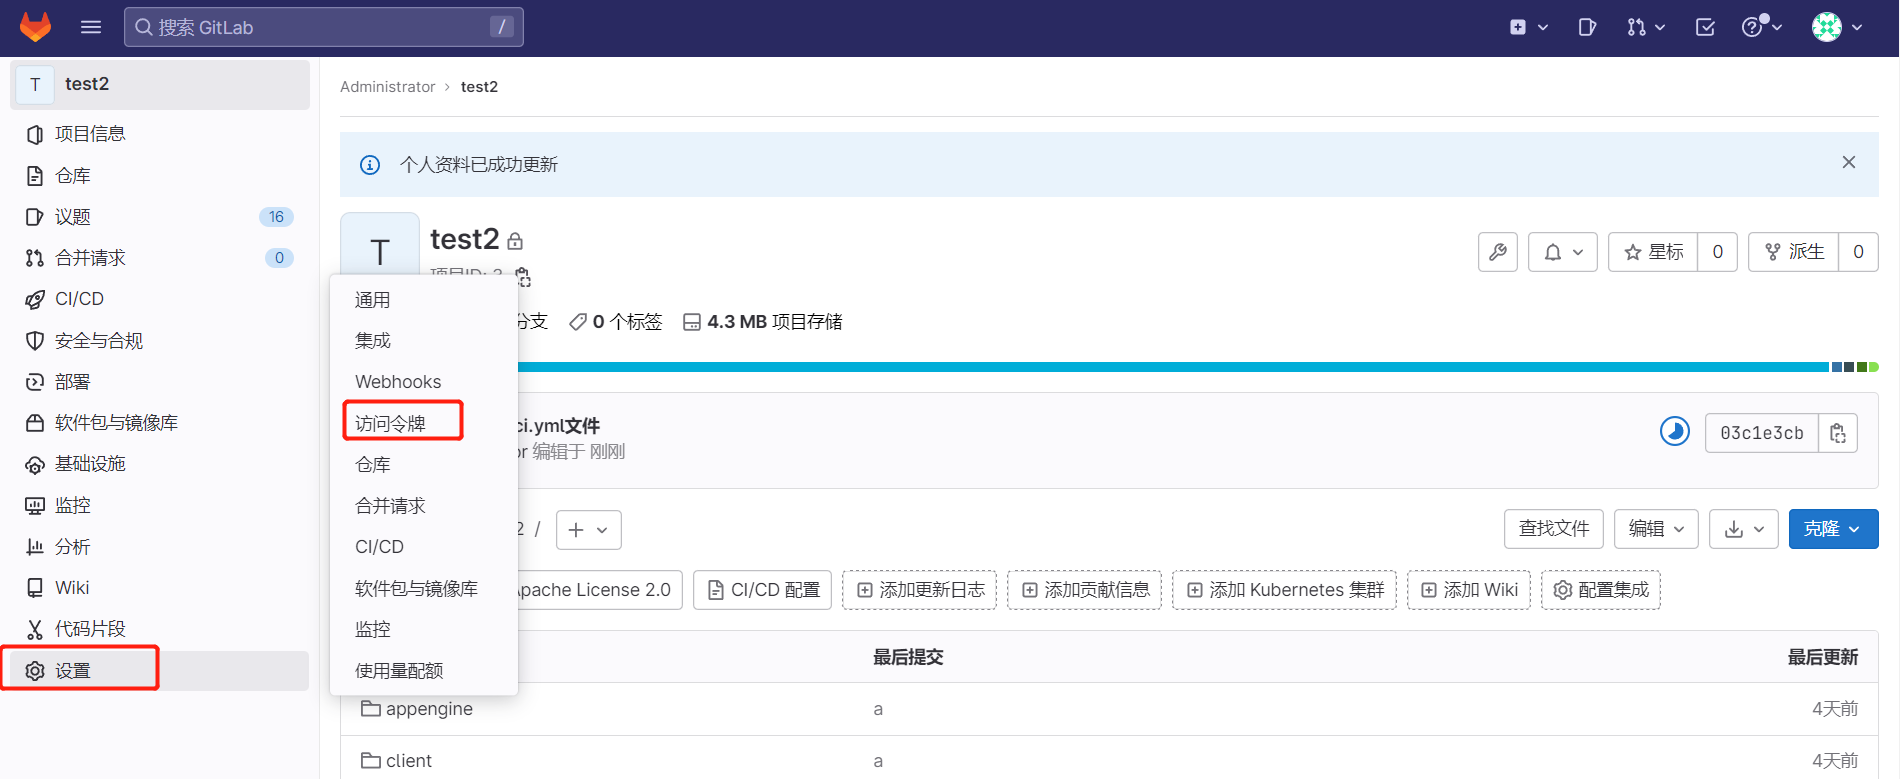 搜索 GitLab /
T test2
项目信息
仓库
议题 16
合并请求 0
CI/CD
安全与合规
部署
软件包与镜像库
基础设施
监控
分析
Wiki
代码片段
设置
Administrator › test2
个人资料已成功更新
T
test2
项目ID: 3
星标 0
派生 0
分支 0 个标签 4.3 MB 项目存储
通用
集成
Webhooks
访问令牌
仓库
合并请求
CI/CD
软件包与镜像库
监控
使用量配额
ci.yml文件
or 编辑于 刚刚
03c1e3cb
2 / +
查找文件 编辑 克隆
Apache License 2.0 CI/CD 配置 添加更新日志 添加贡献信息 添加 Kubernetes 集群 添加 Wiki 配置集成
最后提交 最后更新
appengine a 4天前
client a 4天前